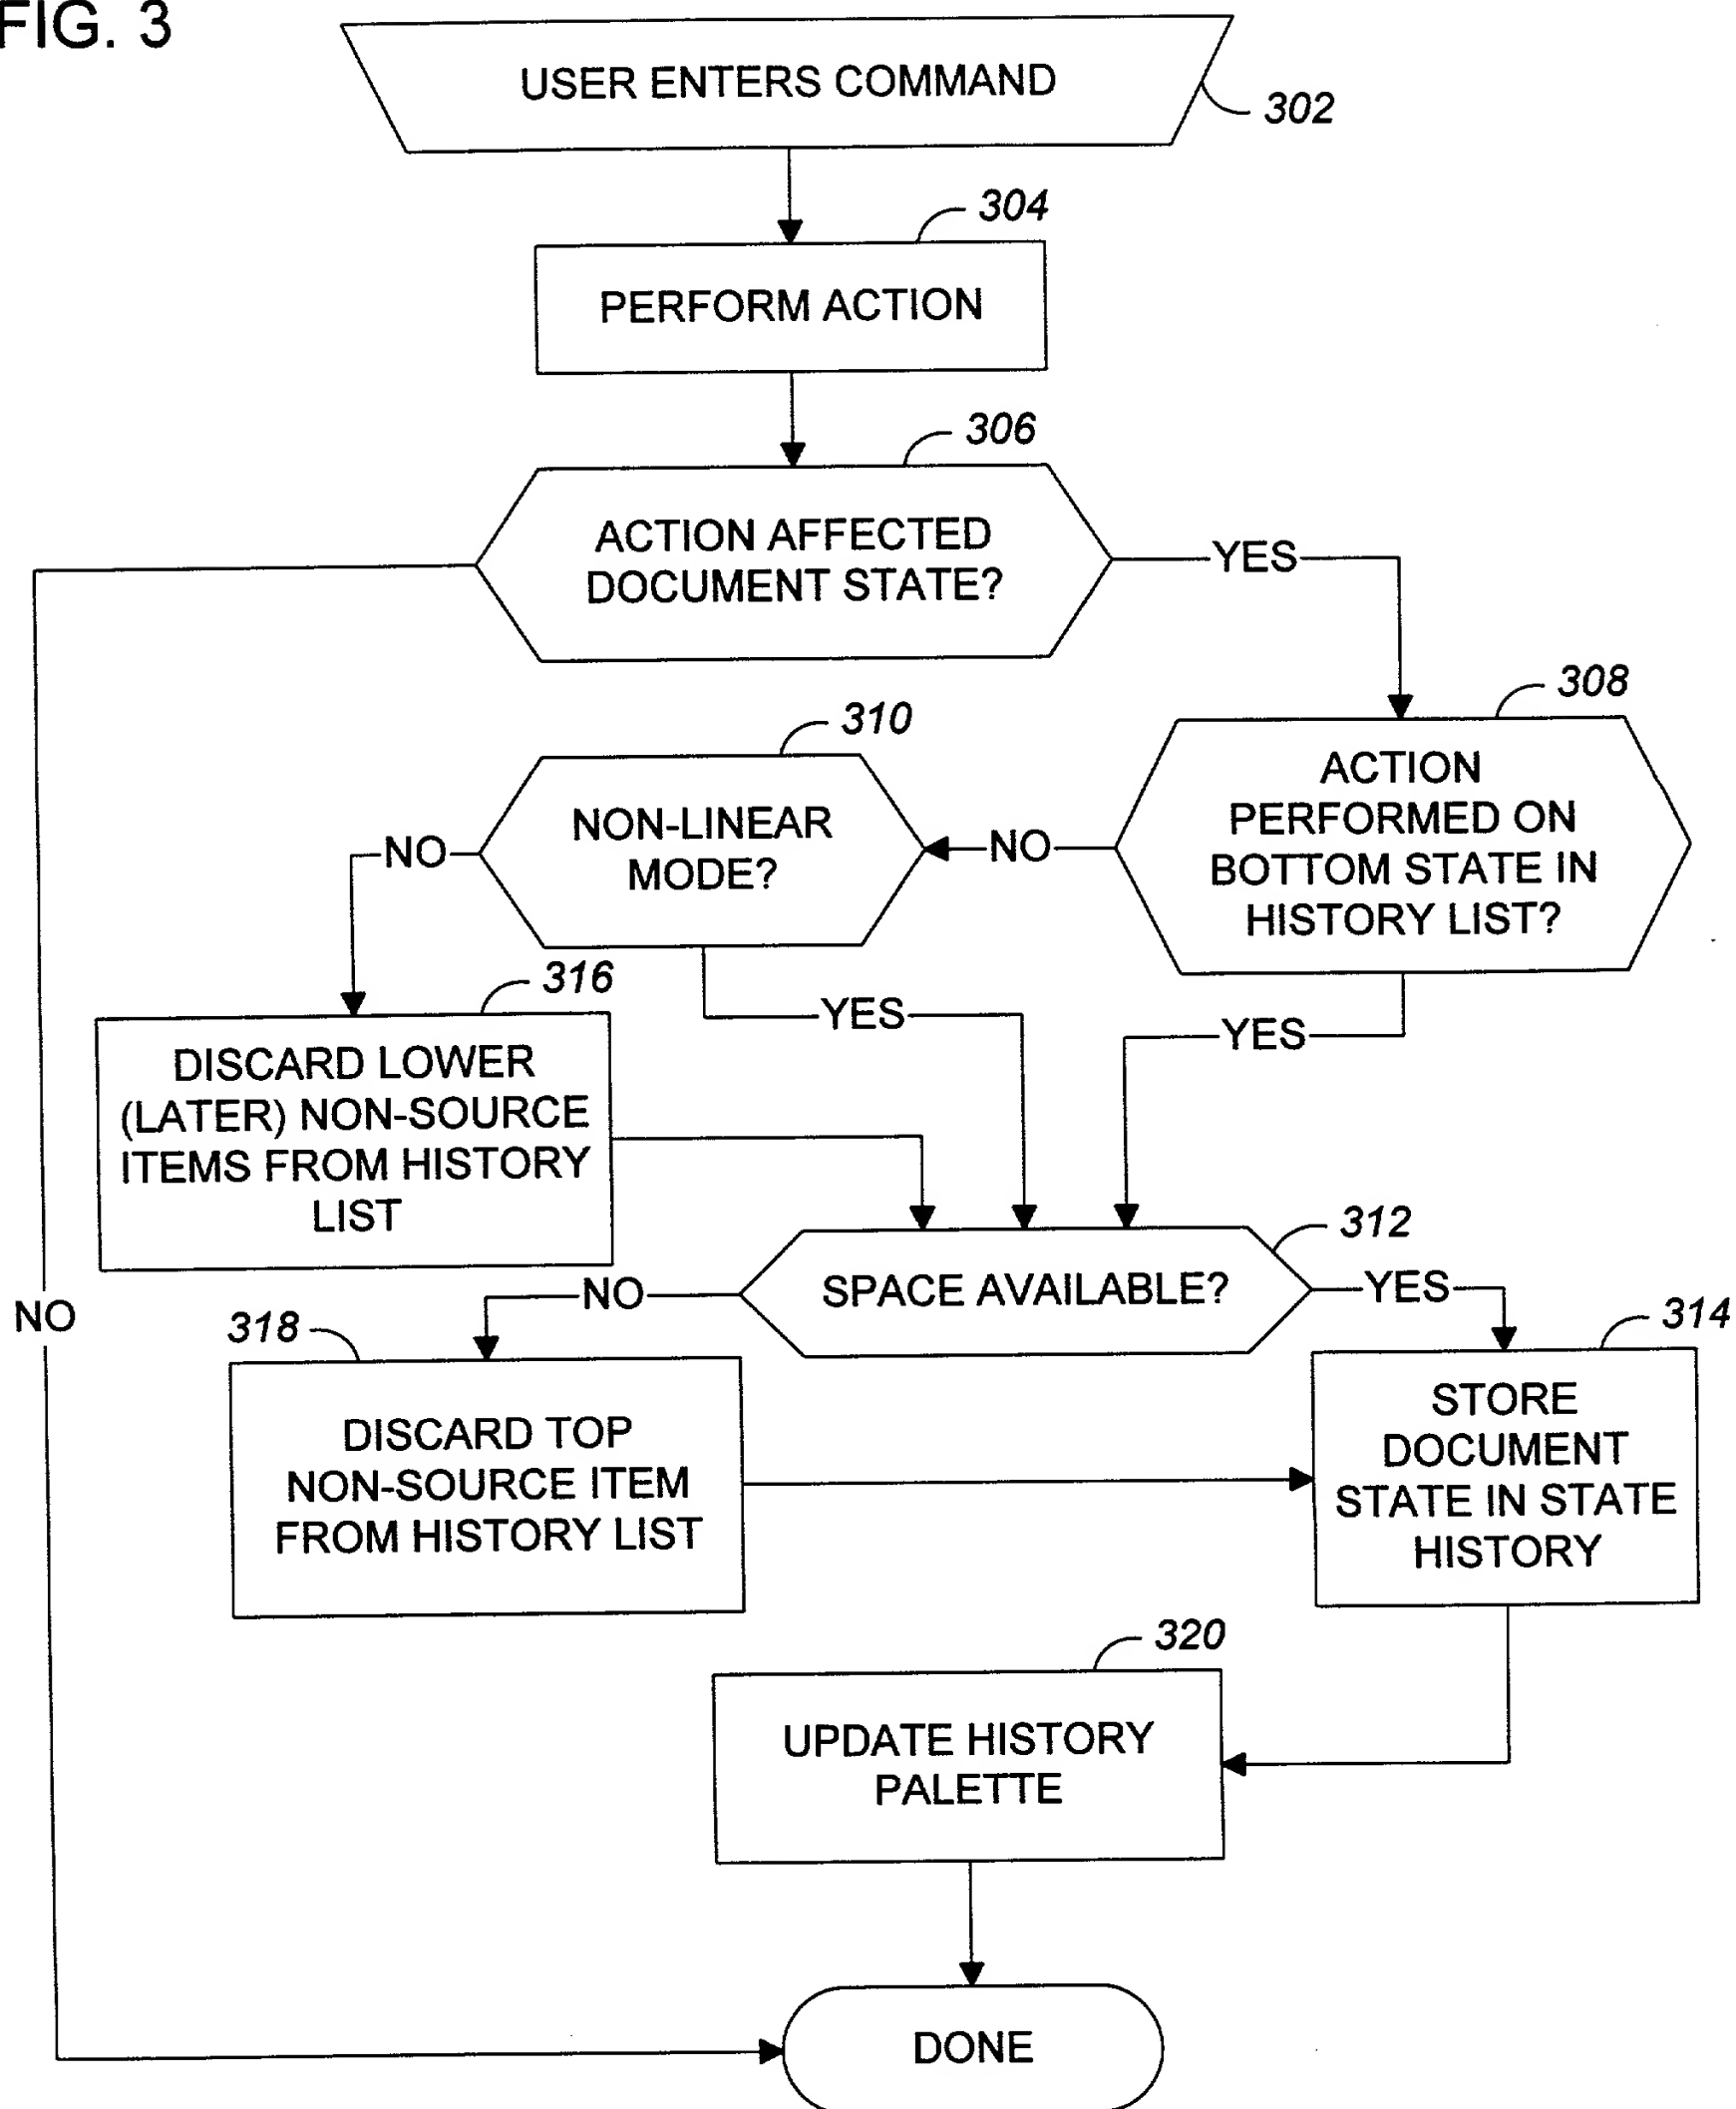 FIG. 3
USER ENTERS COMMAND
302
304
PERFORM ACTION
306
ACTION AFFECTED
DOCUMENT STATE?
YES
308
310
ACTION
PERFORMED ON
BOTTOM STATE IN
HISTORY LIST?
NO
NON-LINEAR
MODE?
NO
316
YES
YES
DISCARD LOWER
(LATER) NON-SOURCE
ITEMS FROM HISTORY
LIST
312
SPACE AVAILABLE?
NO
YES
NO
318
314
DISCARD TOP
NON-SOURCE ITEM
FROM HISTORY LIST
STORE
DOCUMENT
STATE IN STATE
HISTORY
320
UPDATE HISTORY
PALETTE
DONE